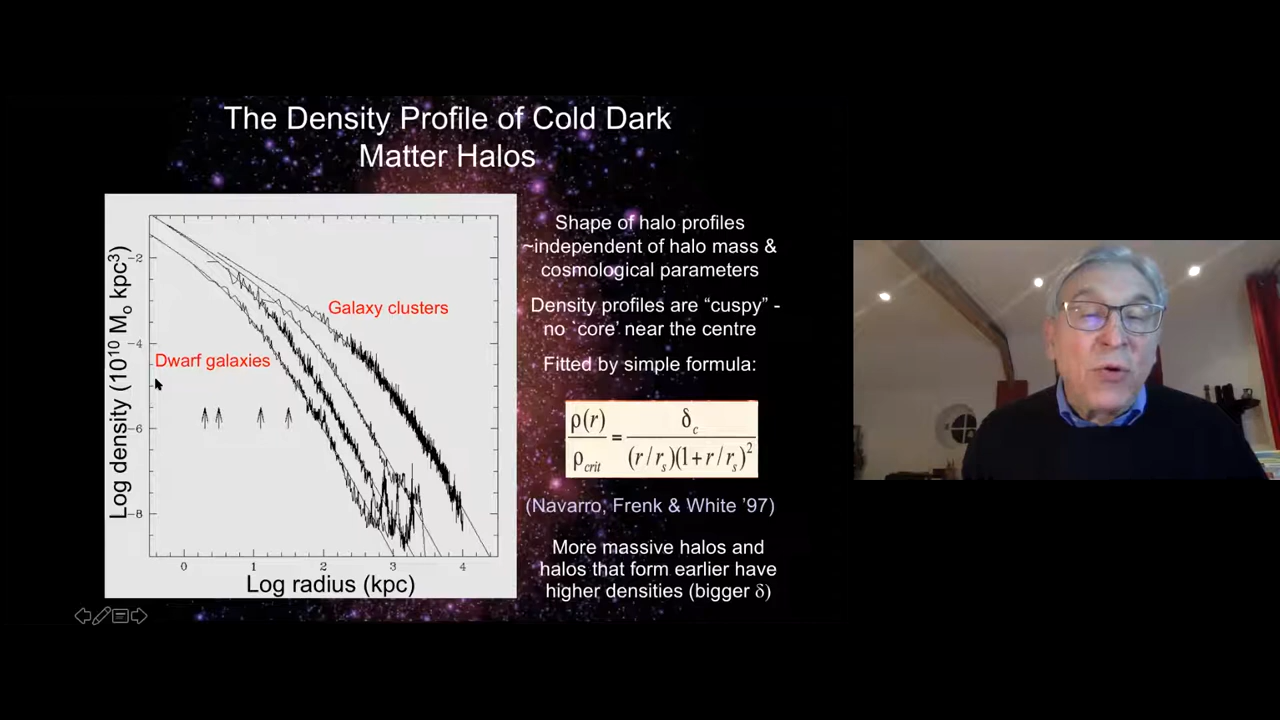 The Density Profile of Cold Dark
Matter Halos
Log density (10¹⁰ Mₒ kpc³)
-2
-4
-6
-8
Galaxy clusters
Dwarf galaxies
0
1
2
3
4
Log radius (kpc)
Shape of halo profiles
~independent of halo mass &
cosmological parameters
Density profiles are “cuspy” -
no ‘core’ near the centre
Fitted by simple formula:
ρ(r)/ρcrit = δc/(r/rs)(1+r/rs)²
(Navarro, Frenk & White ’97)
More massive halos and
halos that form earlier have
higher densities (bigger δ)